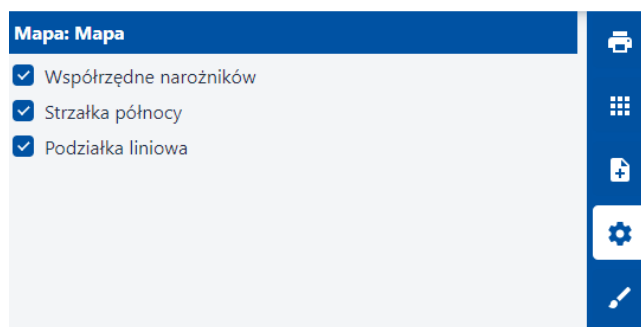 Mapa: Mapa
Współrzędne narożników
Strzałka północy
Podziałka liniowa